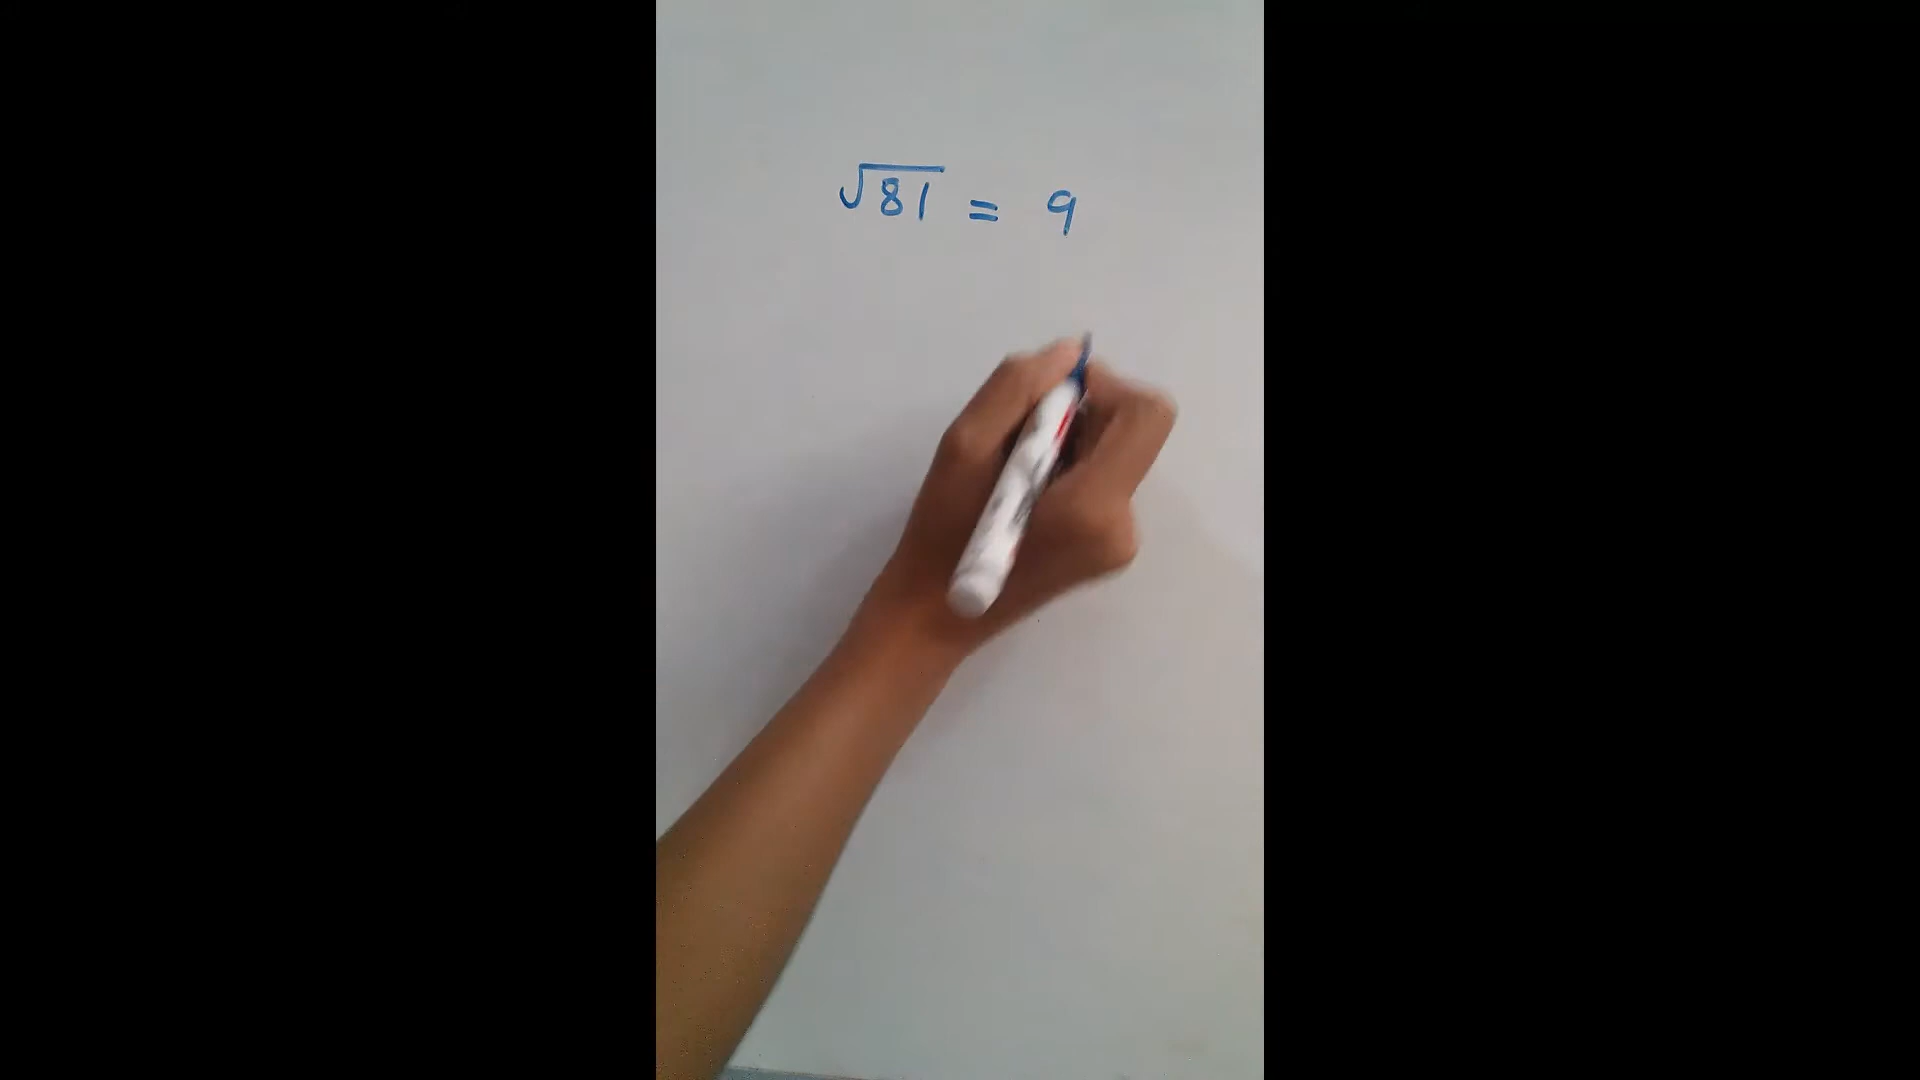 √81 = 9